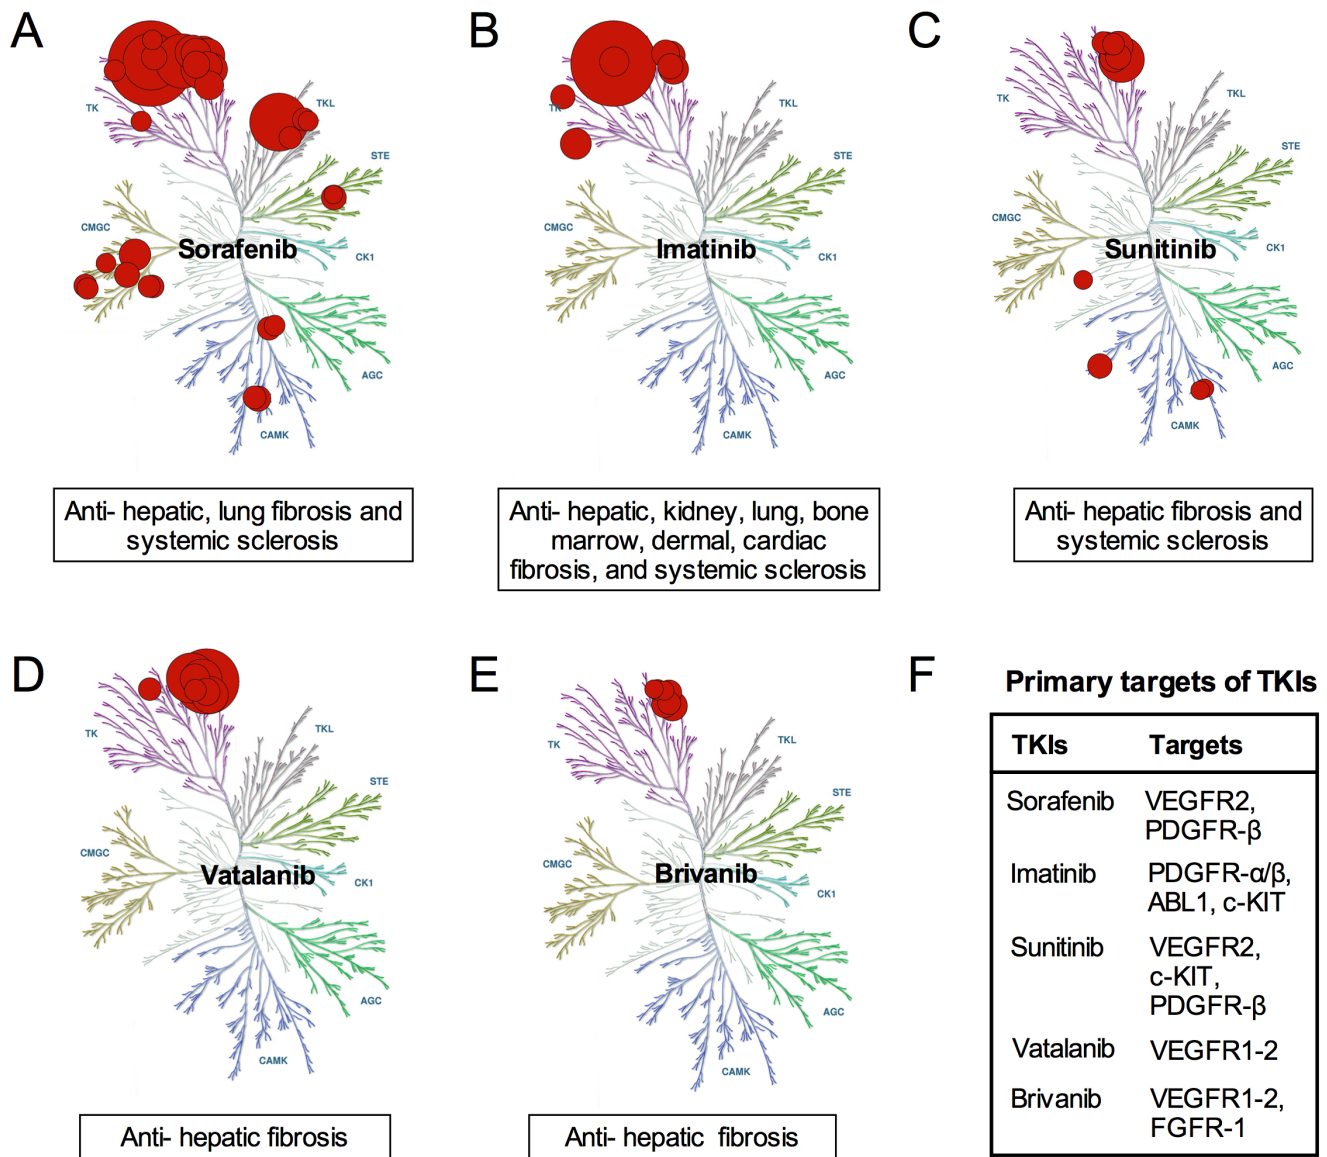 A
TK
TKL
STE
CMGC
Sorafenib
CK1
AGC
CAMK
Anti- hepatic, lung fibrosis and
systemic sclerosis
B
TK
TKL
STE
CMGC
Imatinib
CK1
AGC
CAMK
Anti- hepatic, kidney, lung, bone
marrow, dermal, cardiac
fibrosis, and systemic sclerosis
C
TK
TKL
STE
CMGC
Sunitinib
CK1
AGC
CAMK
Anti- hepatic fibrosis and
systemic sclerosis
D
TK
TKL
STE
CMGC
Vatalanib
CK1
AGC
CAMK
Anti- hepatic fibrosis
E
TK
TKL
STE
CMGC
Brivanib
CK1
AGC
CAMK
Anti- hepatic fibrosis
F
Primary targets of TKIs
TKIs Targets
Sorafenib VEGFR2,
PDGFR-β
Imatinib PDGFR-α/β,
ABL1, c-KIT
Sunitinib VEGFR2,
c-KIT,
PDGFR-β
Vatalanib VEGFR1-2
Brivanib VEGFR1-2,
FGFR-1